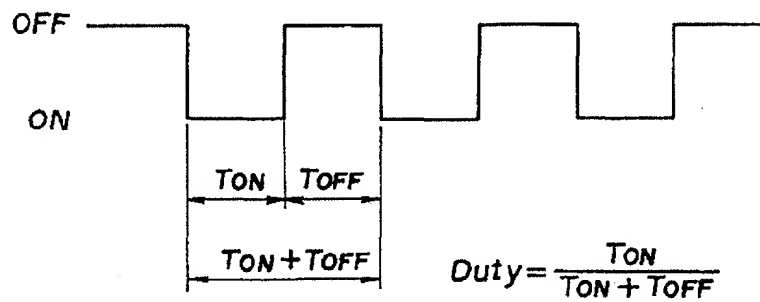 OFF
ON
TON TOFF
TON+TOFF
Duty= TON / TON + TOFF